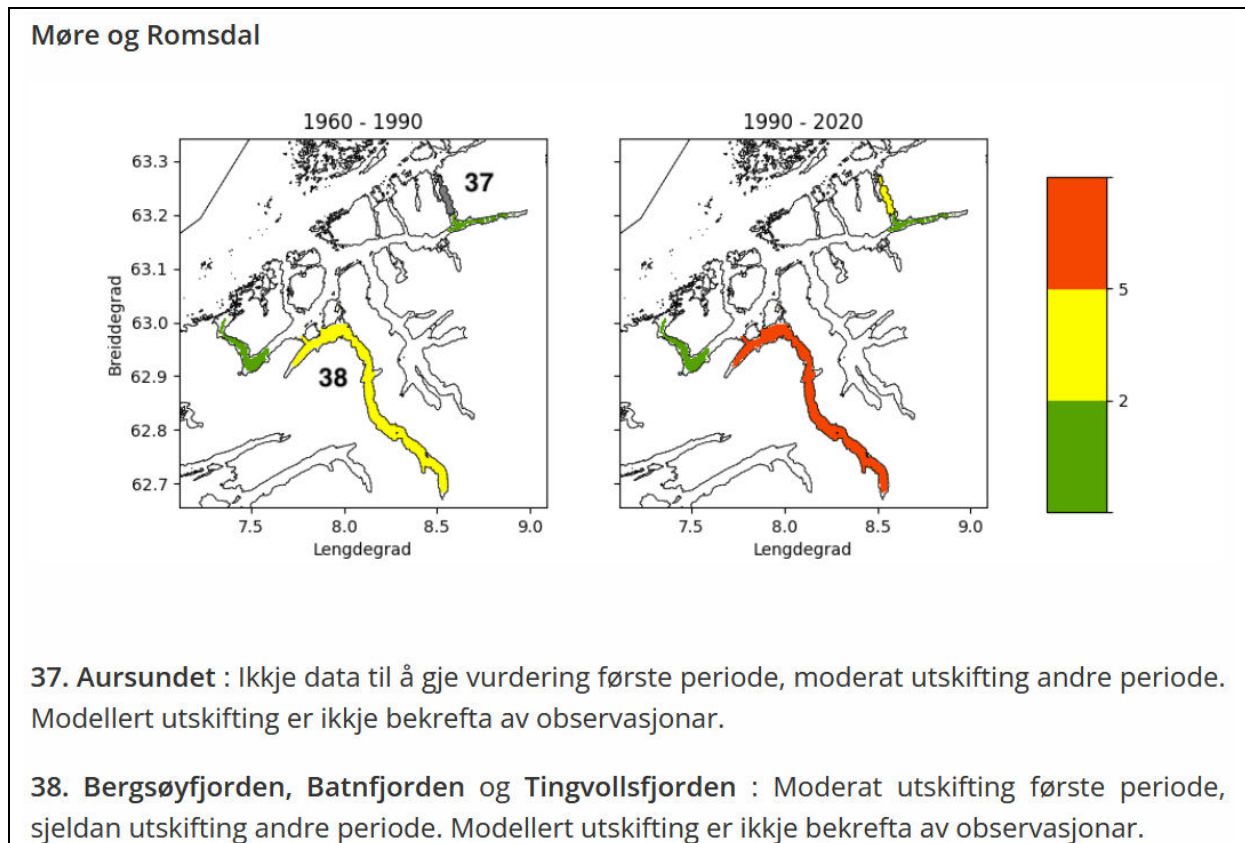 Møre og Romsdal
1960 - 1990
1990 - 2020
63.3
63.2
63.1
63.0
62.9
62.8
62.7
Breiddegrad
37
38
7.5
8.0
8.5
9.0
Lengdegrad
7.5
8.0
8.5
9.0
Lengdegrad
5
2
37. Aursundet : Ikkje data til å gje vurdering første periode, moderat utskifting andre periode.
Modellert utskifting er ikkje bekrefta av observasjonar.
38. Bergsøyfjorden, Batnfjorden og Tingvollsfjorden : Moderat utskifting første periode,
sjeldan utskifting andre periode. Modellert utskifting er ikkje bekrefta av observasjonar.